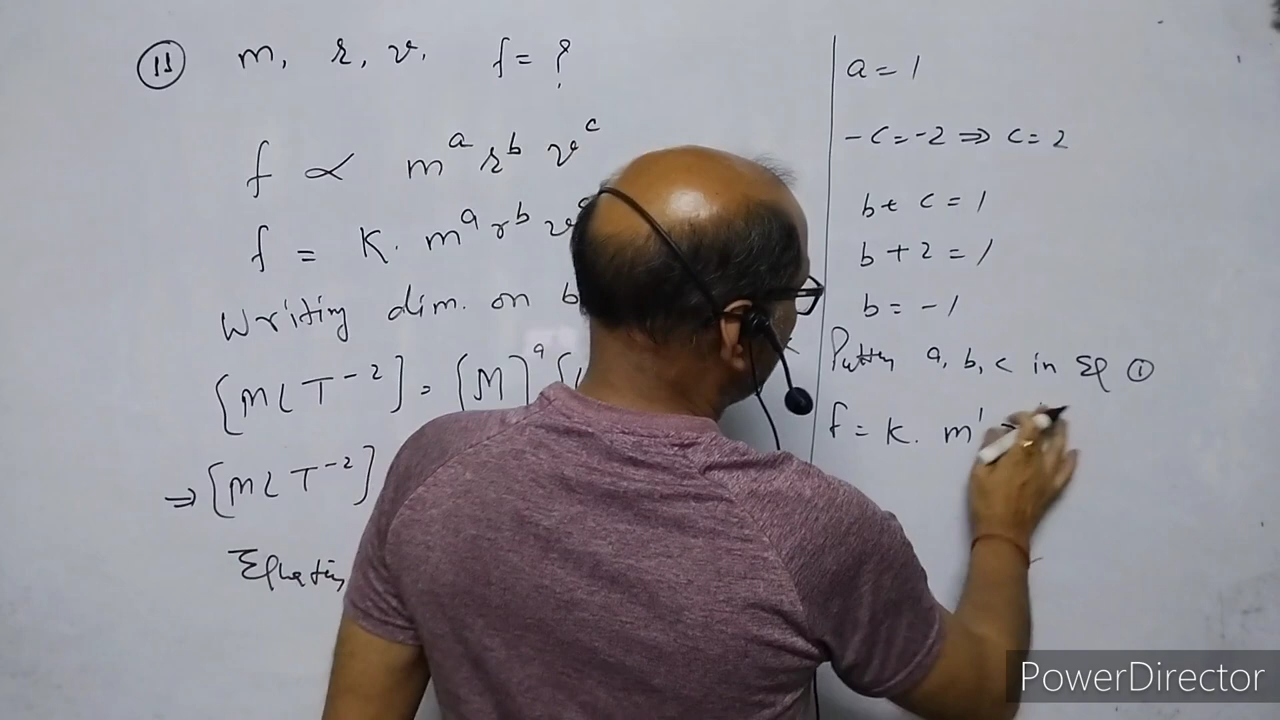 11 m, r, v, f = ?
f ∝ m^a r^b v^c
f = K. m^a r^b v
Writing dim. on b
[MLT^-2] = [M]^a [
⇒ [MLT^-2]
Equating
a = 1
-c = -2 ⇒ c = 2
b + c = 1
b + 2 = 1
b = -1
Putting a, b, c in Eq ①
f = K. m^1
PowerDirector